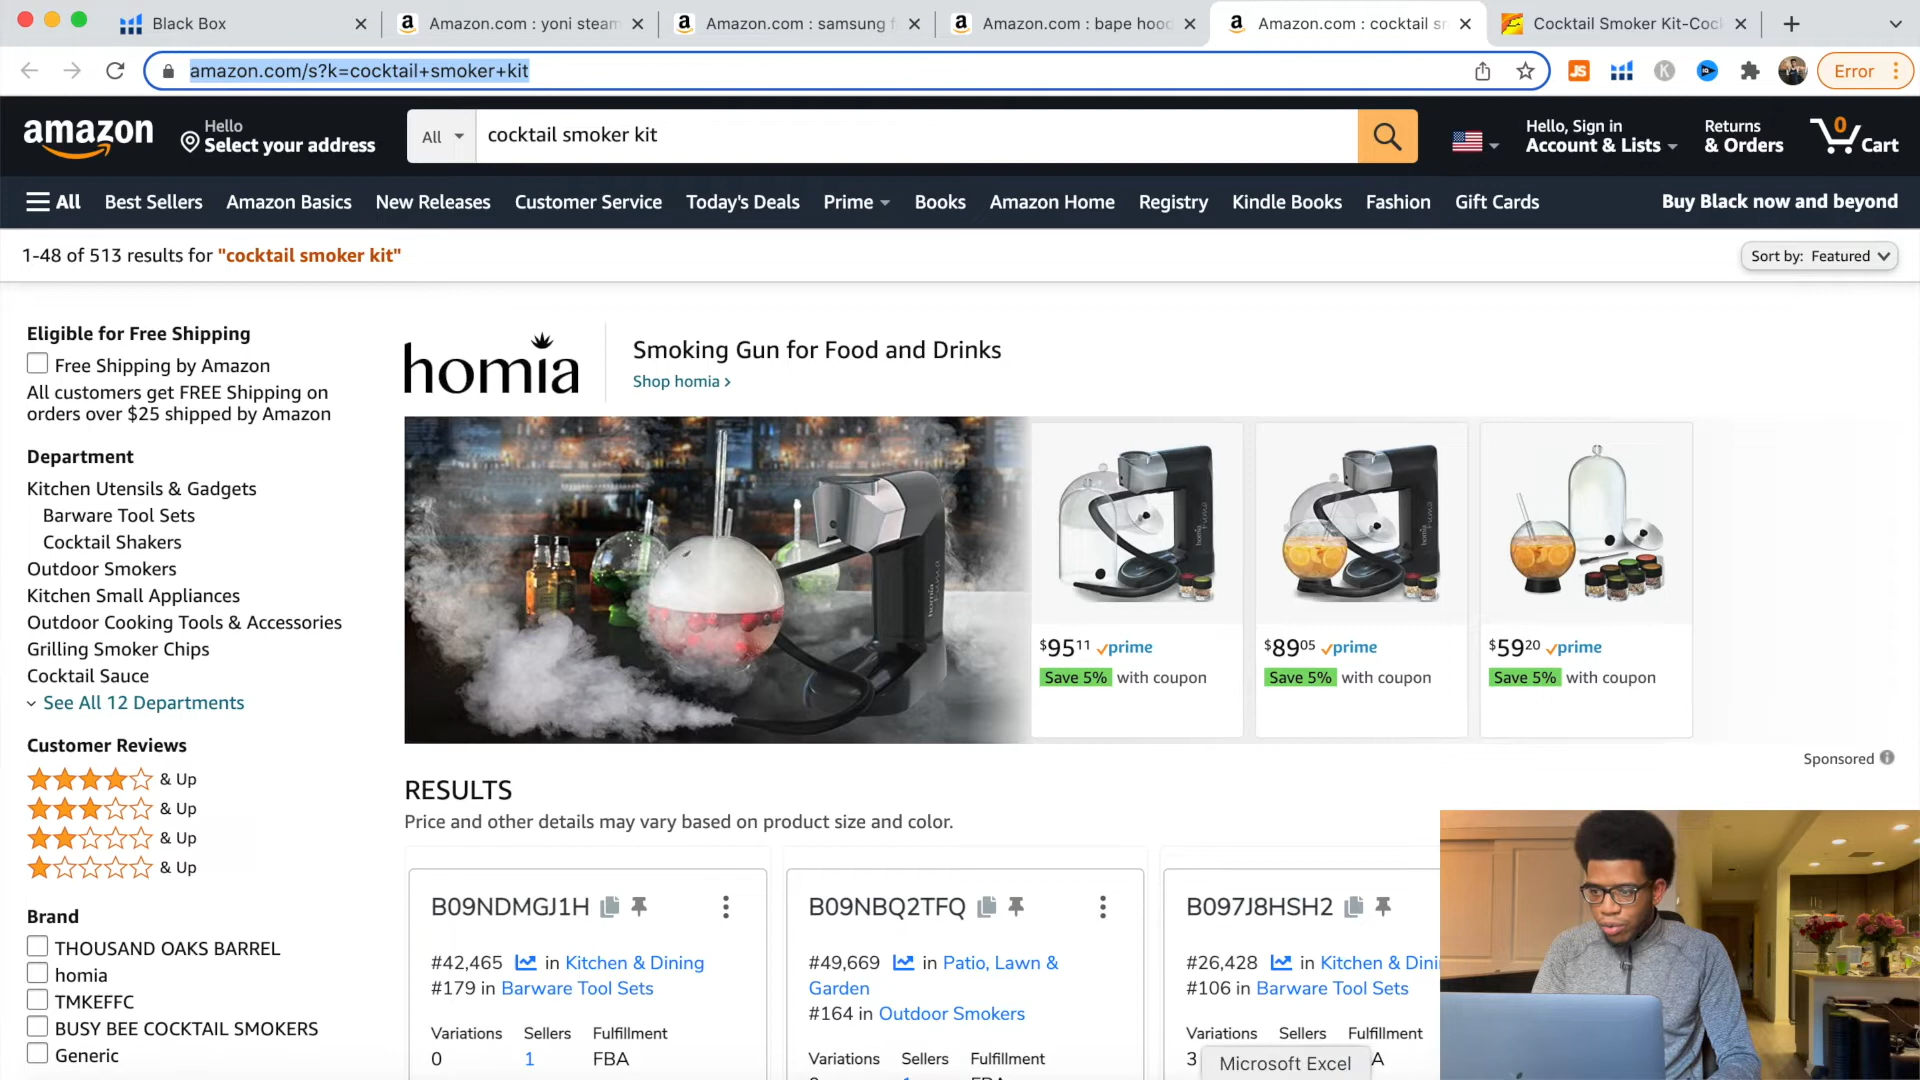 Black Box
Amazon.com : yoni steam
Amazon.com : samsung f
Amazon.com : bape hood
Amazon.com : cocktail sm
Cocktail Smoker Kit-Cock
amazon.com/s?k=cocktail+smoker+kit
JS
K
Error
amazon
Hello
Select your address
All
cocktail smoker kit
Hello, Sign in
Account & Lists
Returns
& Orders
0
Cart
All
Best Sellers
Amazon Basics
New Releases
Customer Service
Today's Deals
Prime
Books
Amazon Home
Registry
Kindle Books
Fashion
Gift Cards
Buy Black now and beyond
1-48 of 513 results for "cocktail smoker kit"
Sort by: Featured
Eligible for Free Shipping
Free Shipping by Amazon
All customers get FREE Shipping on
orders over $25 shipped by Amazon
Department
Kitchen Utensils & Gadgets
Barware Tool Sets
Cocktail Shakers
Outdoor Smokers
Kitchen Small Appliances
Outdoor Cooking Tools & Accessories
Grilling Smoker Chips
Cocktail Sauce
See All 12 Departments
Customer Reviews
& Up
& Up
& Up
& Up
Brand
THOUSAND OAKS BARREL
homia
TMKEFFC
BUSY BEE COCKTAIL SMOKERS
Generic
homia
Smoking Gun for Food and Drinks
Shop homia ›
$95 11 prime
Save 5% with coupon
$89 05 prime
Save 5% with coupon
$59 20 prime
Save 5% with coupon
Sponsored
RESULTS
Price and other details may vary based on product size and color.
B09NDMGJ1H
#42,465 in Kitchen & Dining
#179 in Barware Tool Sets
Variations Sellers Fulfillment
0 1 FBA
B09NBQ2TFQ
#49,669 in Patio, Lawn &
Garden
#164 in Outdoor Smokers
Variations Sellers Fulfillment
B097J8HSH2
#26,428 in Kitchen & Dini
#106 in Barware Tool Sets
Variations Sellers Fulfillment
3 A
Microsoft Excel